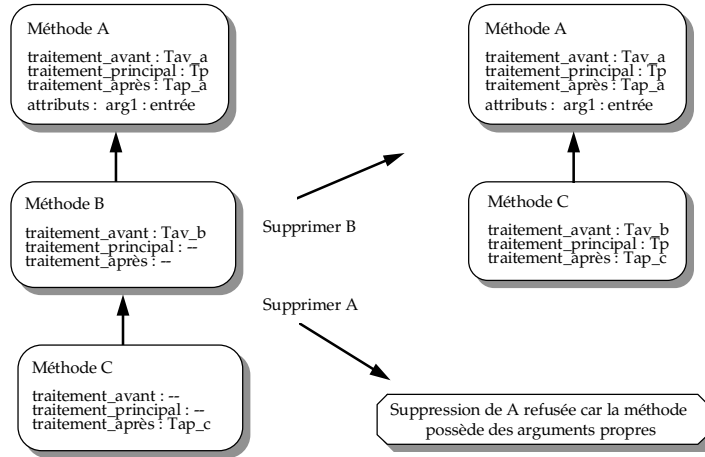 Méthode A
traitement_avant : Tav_a
traitement_principal : Tp
traitement_après : Tap_a
attributs :  arg1 : entrée
Méthode B
traitement_avant : Tav_b
traitement_principal : --
traitement_après : --
Méthode C
traitement_avant : --
traitement_principal : --
traitement_après : Tap_c
Supprimer B
Supprimer A
Méthode A
traitement_avant : Tav_a
traitement_principal : Tp
traitement_après : Tap_a
attributs :  arg1 : entrée
Méthode C
traitement_avant : Tav_b
traitement_principal : Tp
traitement_après : Tap_c
Suppression de A refusée car la méthode
possède des arguments propres